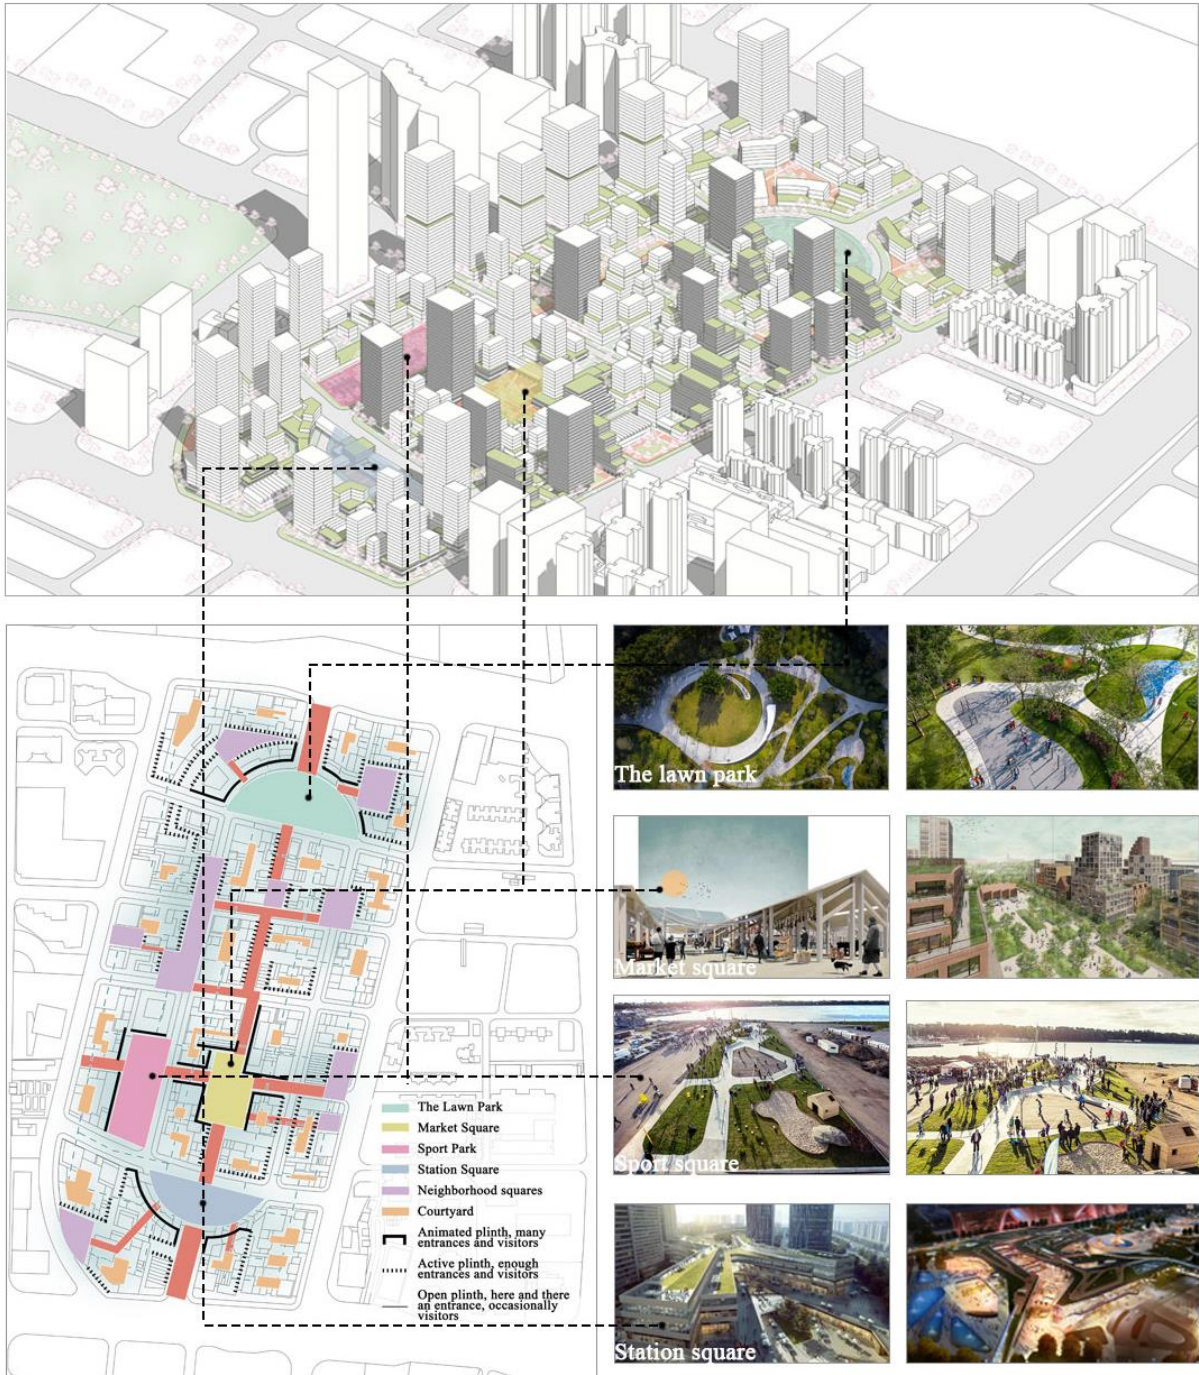 The lawn park
Market square
Sport square
Station square
The Lawn Park
Market Square
Sport Park
Station Square
Neighborhood squares
Courtyard
Animated plinth, many
entrances and visitors
Active plinth, enough
entrances and visitors
Open plinth, here and there
an entrance, occasionally
visitors